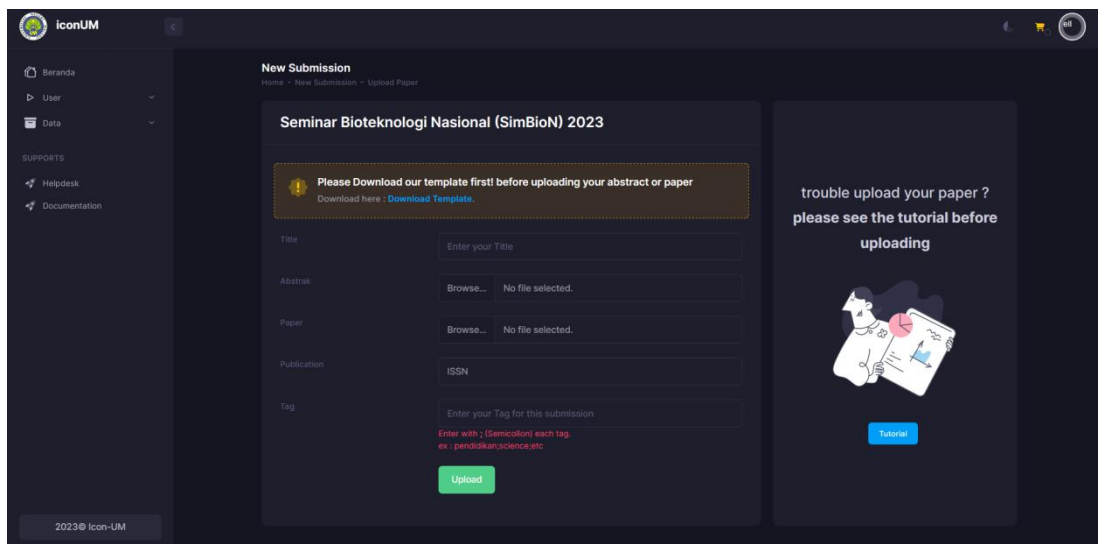 iconUM
ell
Beranda
User
Data
SUPPORTS
Helpdesk
Documentation
2023© Icon-UM
New Submission
Home - New Submission - Upload Paper
Seminar Bioteknologi Nasional (SimBioN) 2023
Please Download our template first! before uploading your abstract or paper
Download here : Download Template.
Title
Enter your Title
Abstrak
Browse... No file selected.
Paper
Browse... No file selected.
Publication
ISSN
Tag
Enter your Tag for this submission
Enter with ; (Semicollon) each tag.
ex : pendidikan;science;etc
Upload
trouble upload your paper ?
please see the tutorial before
uploading
Tutorial